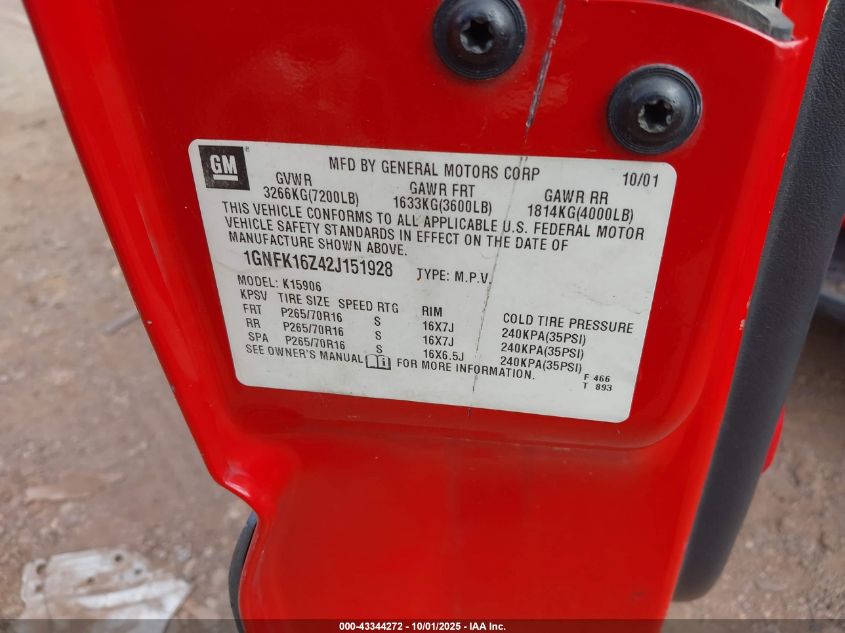 GM MFD BY GENERAL MOTORS CORP 10/01
GVWR GAWR FRT GAWR RR
3266KG(7200LB) 1633KG(3600LB) 1814KG(4000LB)
THIS VEHICLE CONFORMS TO ALL APPLICABLE U.S. FEDERAL MOTOR
VEHICLE SAFETY STANDARDS IN EFFECT ON THE DATE OF
MANUFACTURE SHOWN ABOVE.
1GNFK16Z42J151928 TYPE: M.P.V.
MODEL: K15906
KPSV TIRE SIZE SPEED RTG RIM COLD TIRE PRESSURE
FRT P265/70R16 S 16X7J 240KPA(35PSI)
RR P265/70R16 S 16X7J 240KPA(35PSI)
SPA P265/70R16 S 16X6.5J 240KPA(35PSI)
SEE OWNER'S MANUAL FOR MORE INFORMATION.
F 466
T 893
000-43344272 - 10/01/2025 - IAA Inc.